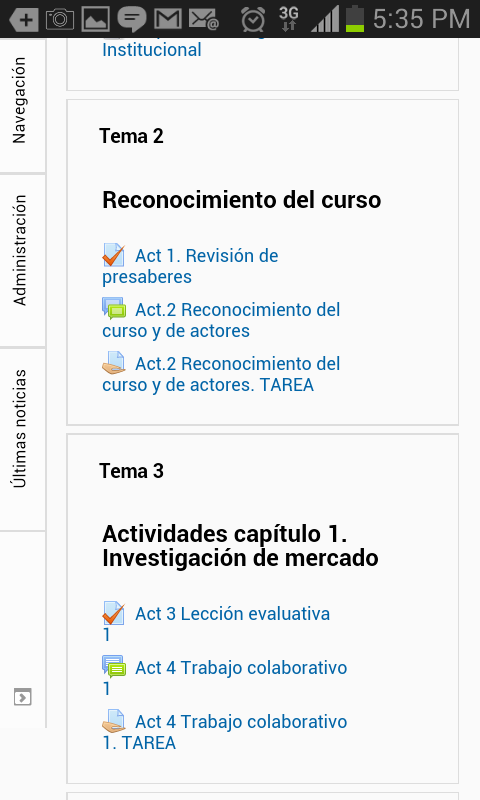 3G
5:35 PM
Institucional
Navegación
Administración
Últimas noticias
Tema 2
Reconocimiento del curso
Act 1. Revisión de
presaberes
Act.2 Reconocimiento del
curso y de actores
Act.2 Reconocimiento del
curso y de actores. TAREA
Tema 3
Actividades capítulo 1.
Investigación de mercado
Act 3 Lección evaluativa
1
Act 4 Trabajo colaborativo
1
Act 4 Trabajo colaborativo
1. TAREA